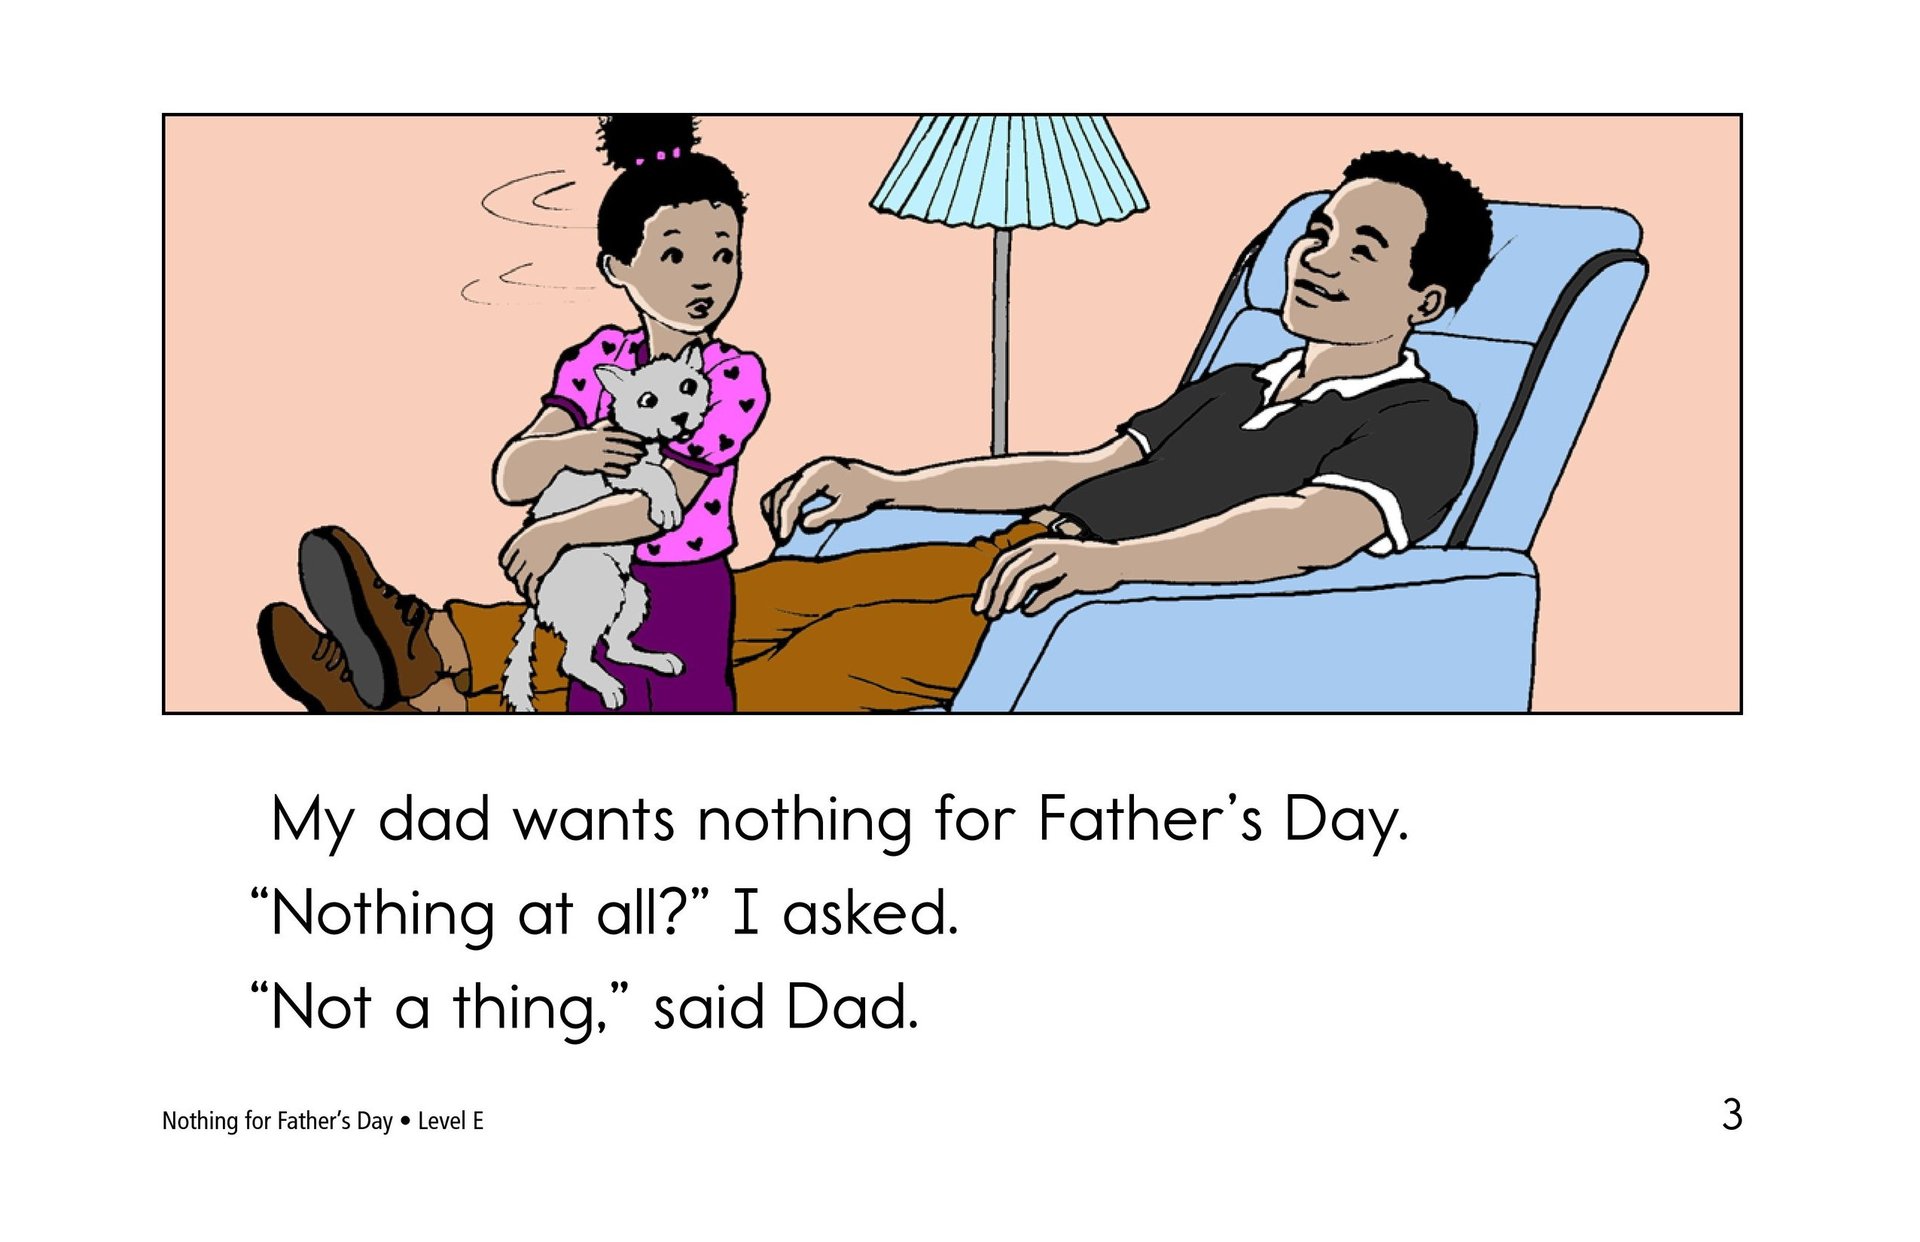 My dad wants nothing for Father’s Day.
“Nothing at all?” I asked.
“Not a thing,” said Dad.
Nothing for Father’s Day • Level E
3